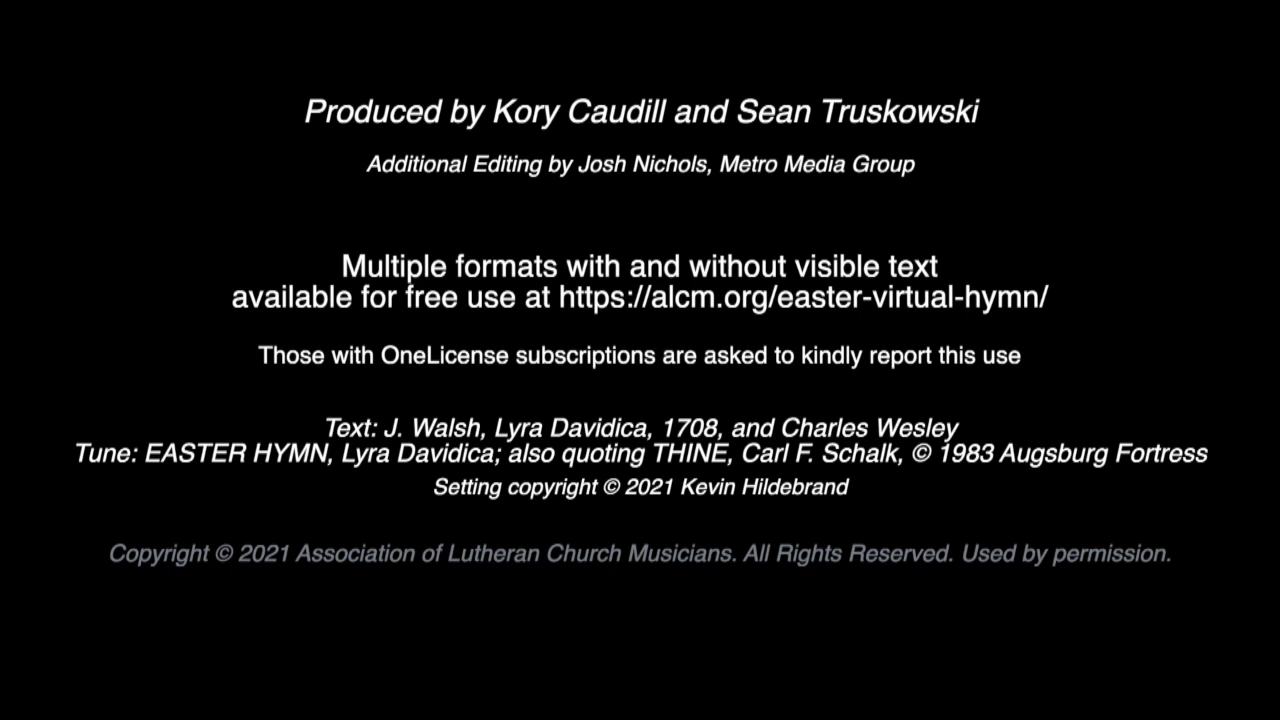 Produced by Kory Caudill and Sean Truskowski
Additional Editing by Josh Nichols, Metro Media Group
Multiple formats with and without visible text
available for free use at https://alcm.org/easter-virtual-hymn/
Those with OneLicense subscriptions are asked to kindly report this use
Text: J. Walsh, Lyra Davidica, 1708, and Charles Wesley
Tune: EASTER HYMN, Lyra Davidica; also quoting THINE, Carl F. Schalk, © 1983 Augsburg Fortress
Setting copyright © 2021 Kevin Hildebrand
Copyright © 2021 Association of Lutheran Church Musicians. All Rights Reserved. Used by permission.